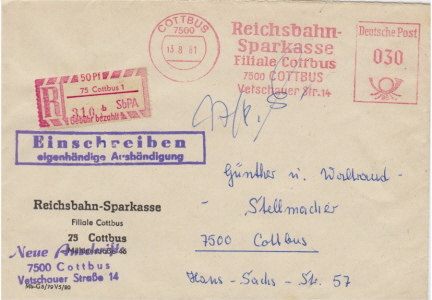 COTTBUS
7500
13.8.81
Reichsbahn-
Sparkasse
Filiale Cottbus
7500 COTTBUS
Vetschauer Str.14
Deutsche Post
030
50 Pf
R
75 Cottbus 1
216 b SbPA
Gebühr bezahlt
Einschreiben
eigenhändige Aushändigung
Günther u. Waltraud
Stellmacher
7500 Cottbus
Hans-Sachs-Str. 57
Reichsbahn-Sparkasse
Filiale Cottbus
75 Cottbus
Neue Anschrift
7500 Cottbus
Vetschauer Straße 14